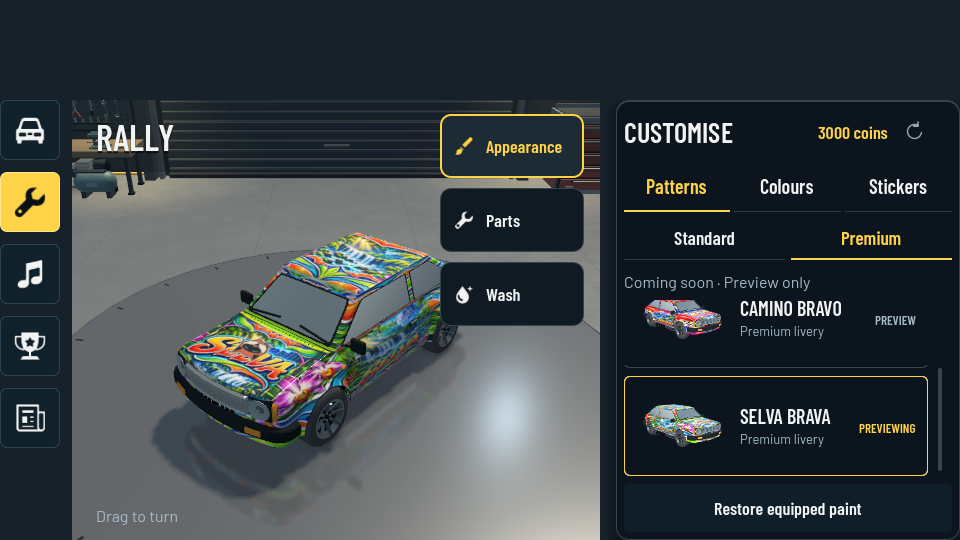 RALLY
Appearance
Parts
Wash
Drag to turn
SELVA
CUSTOMISE
3000 coins
Patterns
Colours
Stickers
Standard
Premium
Coming soon · Preview only
CAMINO BRAVO
Premium livery
PREVIEW
SELVA BRAVA
Premium livery
PREVIEWING
Restore equipped paint